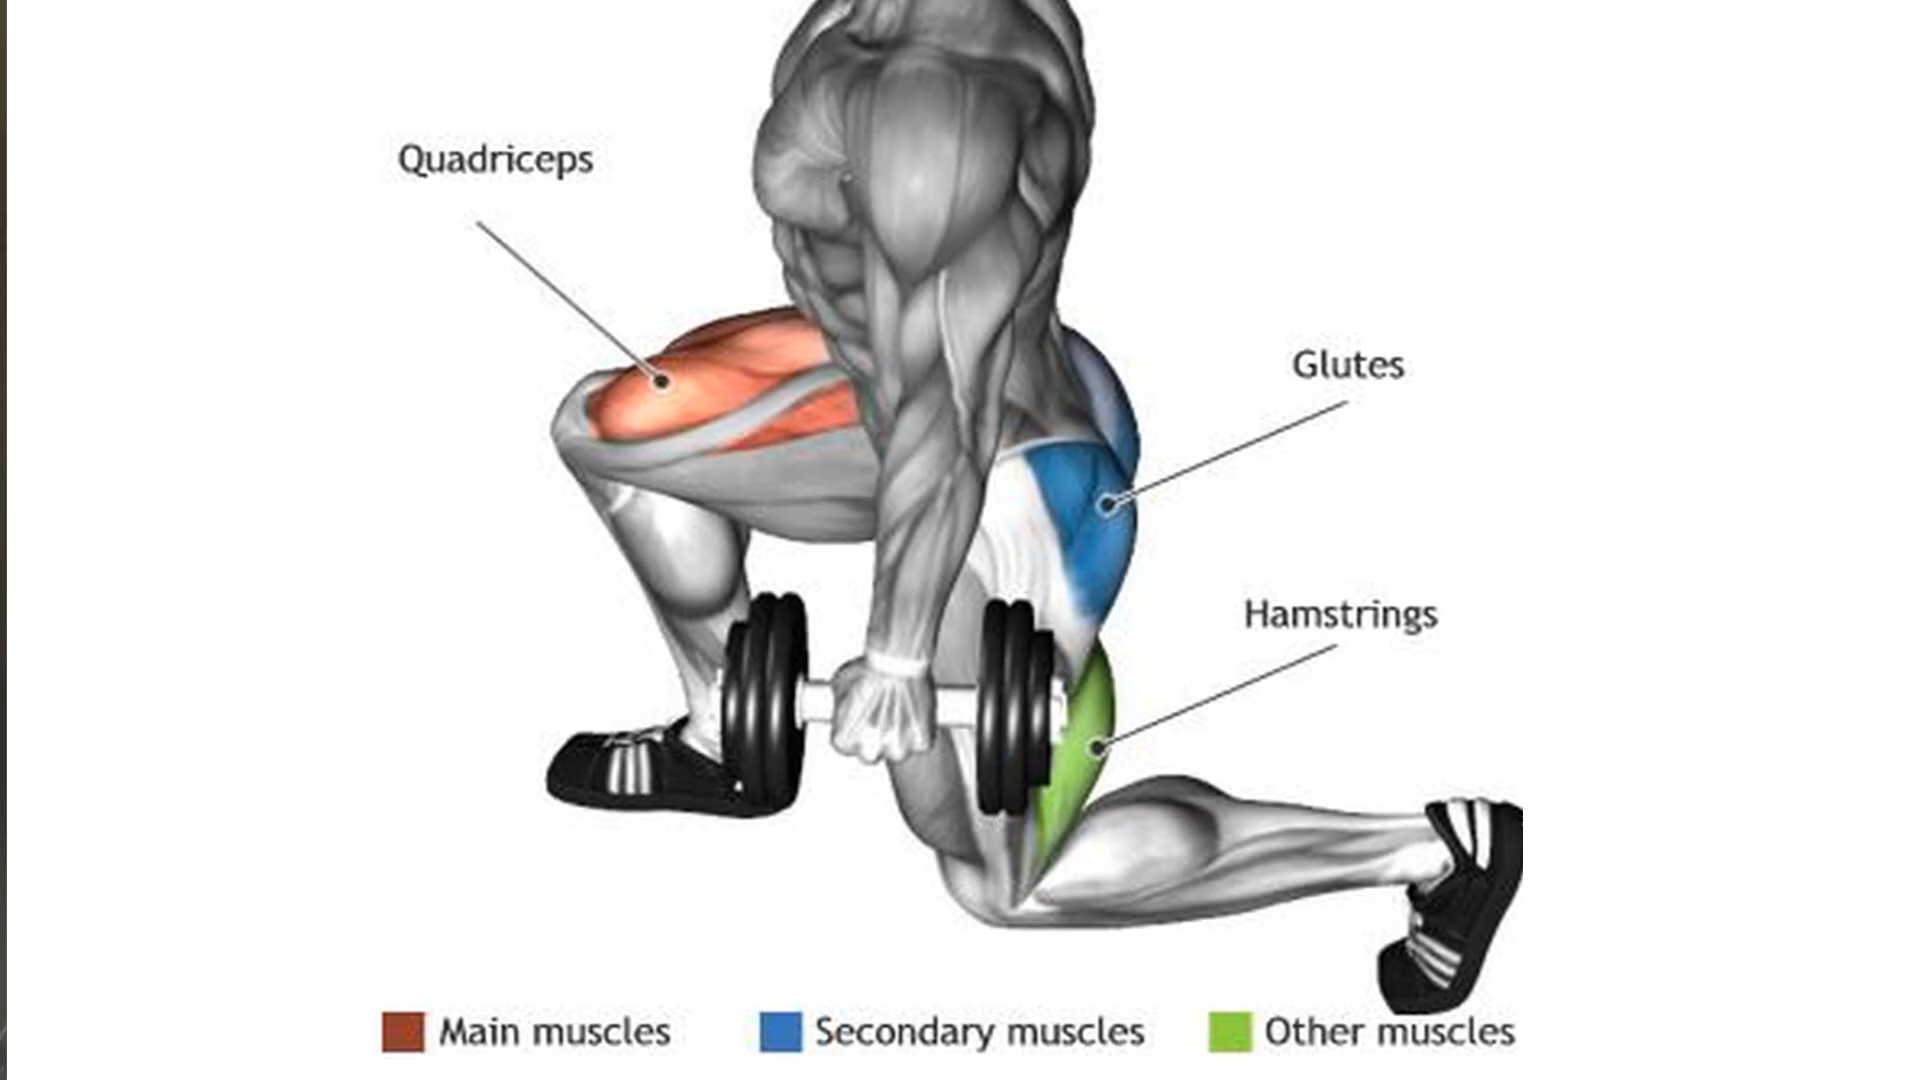 Quadriceps
Glutes
Hamstrings
Main muscles
Secondary muscles
Other muscles